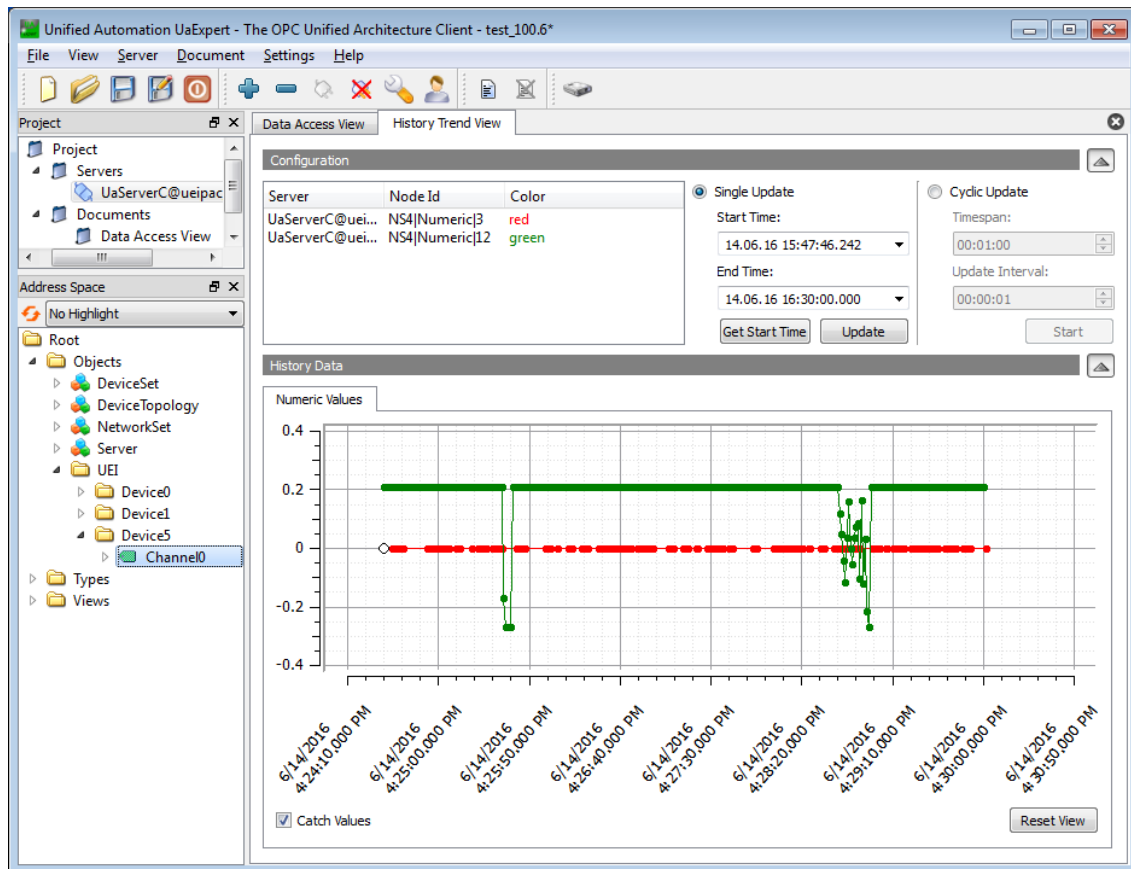 Unified Automation UaExpert - The OPC Unified Architecture Client - test_100.6*
File View Server Document Settings Help
Project
Project
Servers
UaServerC@ueipac
Documents
Data Access View
Address Space
No Highlight
Root
Objects
DeviceSet
DeviceTopology
NetworkSet
Server
UEI
Device0
Device1
Device5
Channel0
Types
Views
Data Access View History Trend View
Configuration
Server Node Id Color
UaServerC@uei... NS4|Numeric|3 red
UaServerC@uei... NS4|Numeric|12 green
Single Update
Start Time:
14.06.16 15:47:46.242
End Time:
14.06.16 16:30:00.000
Get Start Time Update
Cyclic Update
Timespan:
00:01:00
Update Interval:
00:00:01
Start
History Data
Numeric Values
0.4
0.2
0
-0.2
-0.4
6/14/2016
4:24:10.000 PM
6/14/2016
4:25:00.000 PM
6/14/2016
4:25:50.000 PM
6/14/2016
4:26:40.000 PM
6/14/2016
4:27:30.000 PM
6/14/2016
4:28:20.000 PM
6/14/2016
4:29:10.000 PM
6/14/2016
4:30:00.000 PM
6/14/2016
4:30:50.000 PM
Catch Values
Reset View